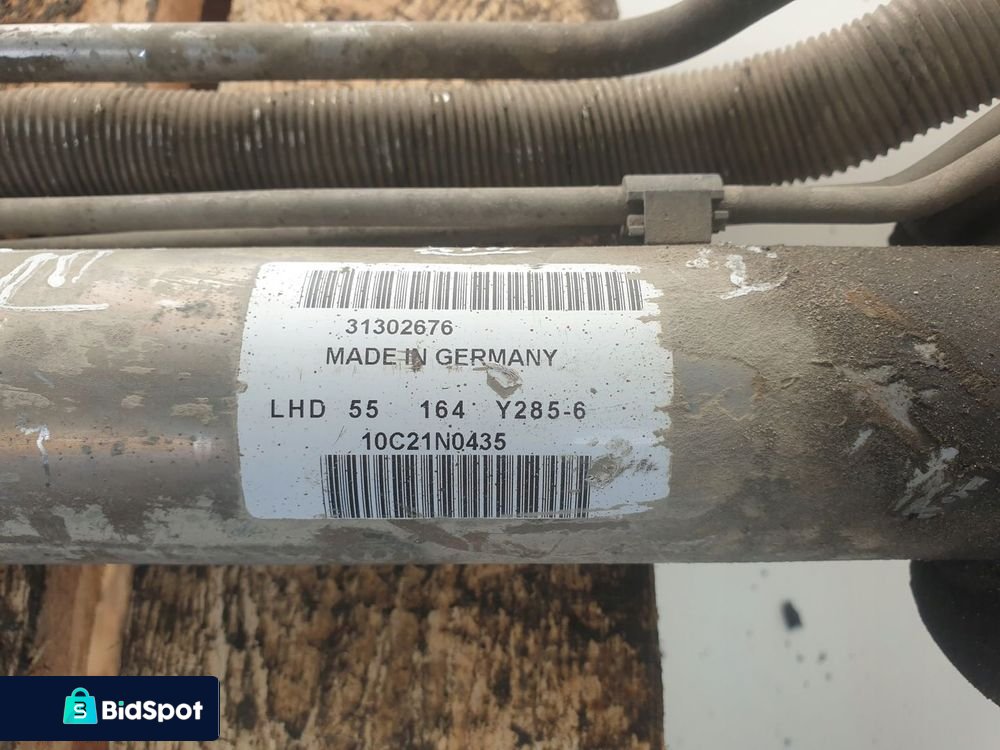 31302676
MADE IN GERMANY
LHD 55 164 Y285-6
10C21N0435
BidSpot